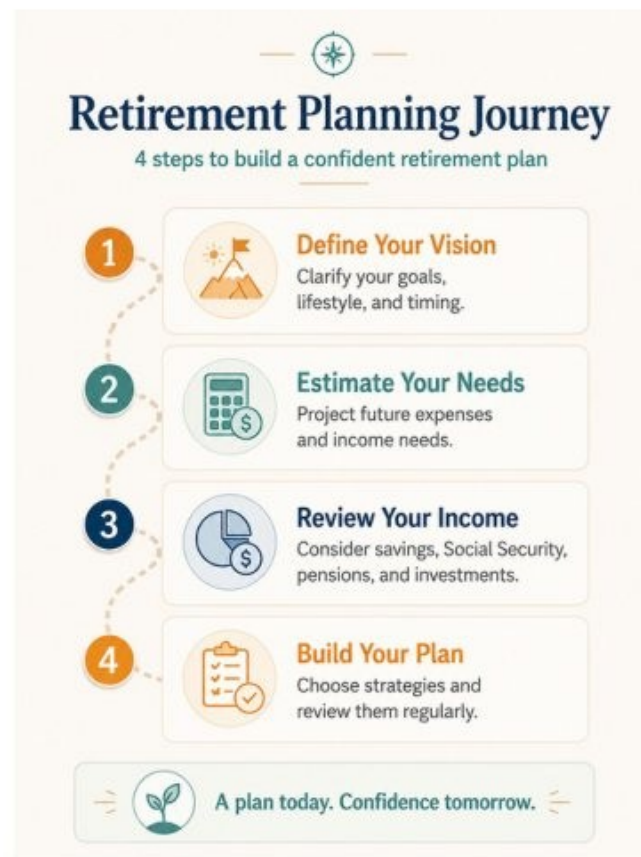 Retirement Planning Journey
4 steps to build a confident retirement plan
1
Define Your Vision
Clarify your goals,
lifestyle, and timing.
2
Estimate Your Needs
$
Project future expenses
and income needs.
3
Review Your Income
$
Consider savings, Social Security,
pensions, and investments.
4
Build Your Plan
Choose strategies and
review them regularly.
A plan today. Confidence tomorrow.